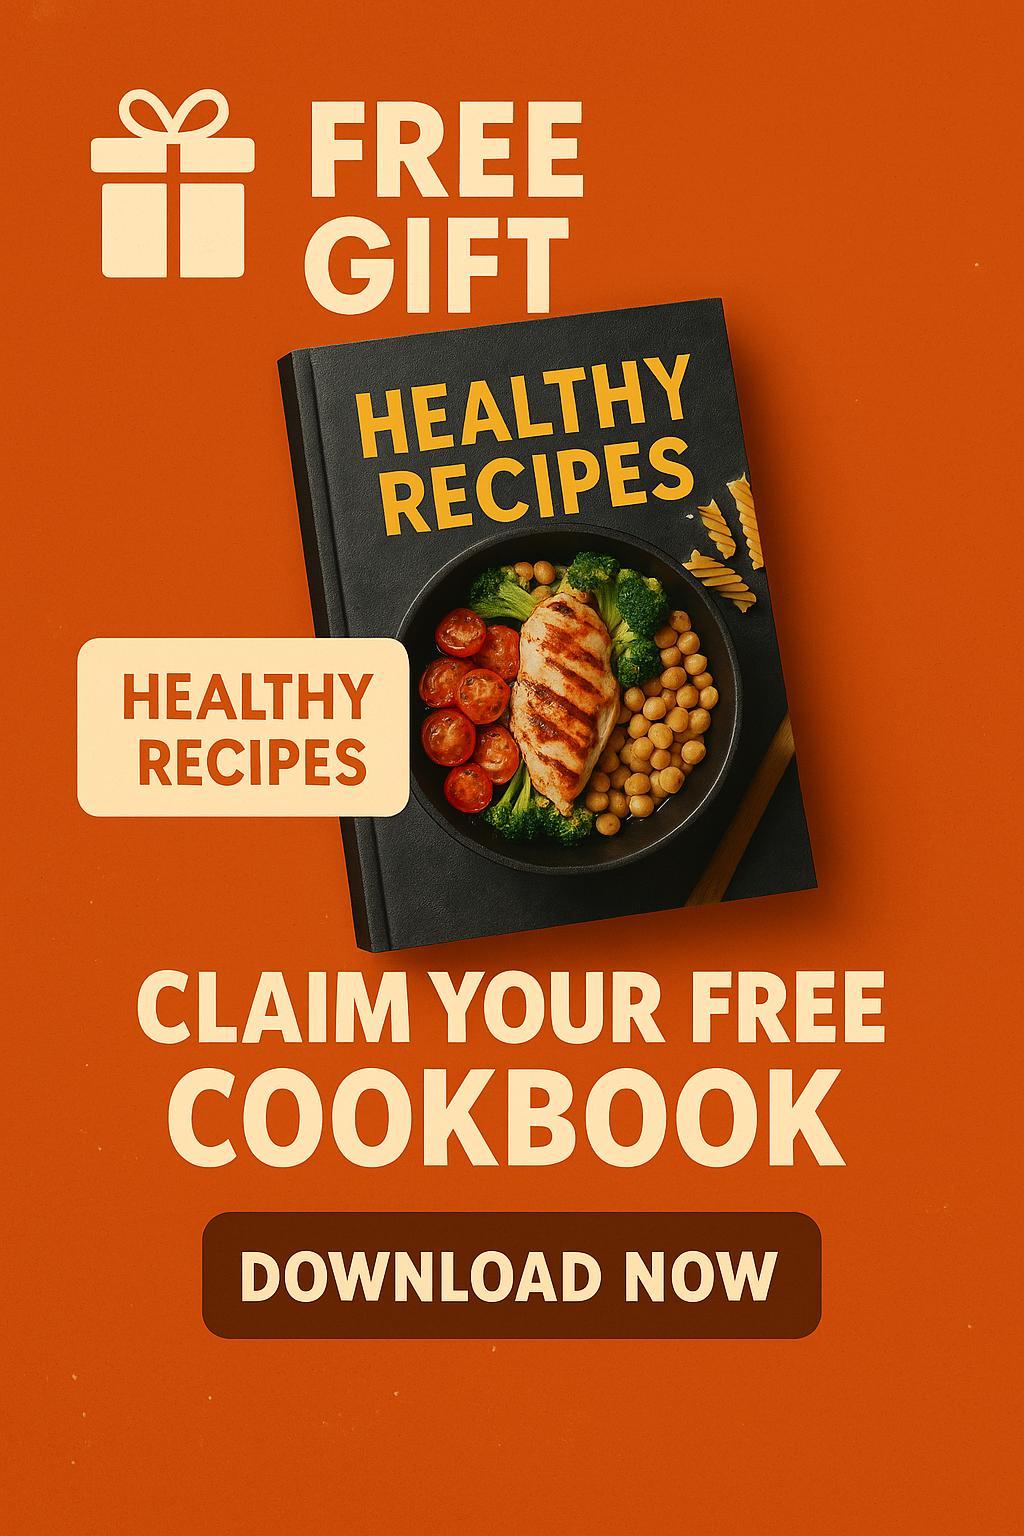 FREE
GIFT
HEALTHY
RECIPES
HEALTHY
RECIPES
CLAIM YOUR FREE
COOKBOOK
DOWNLOAD NOW